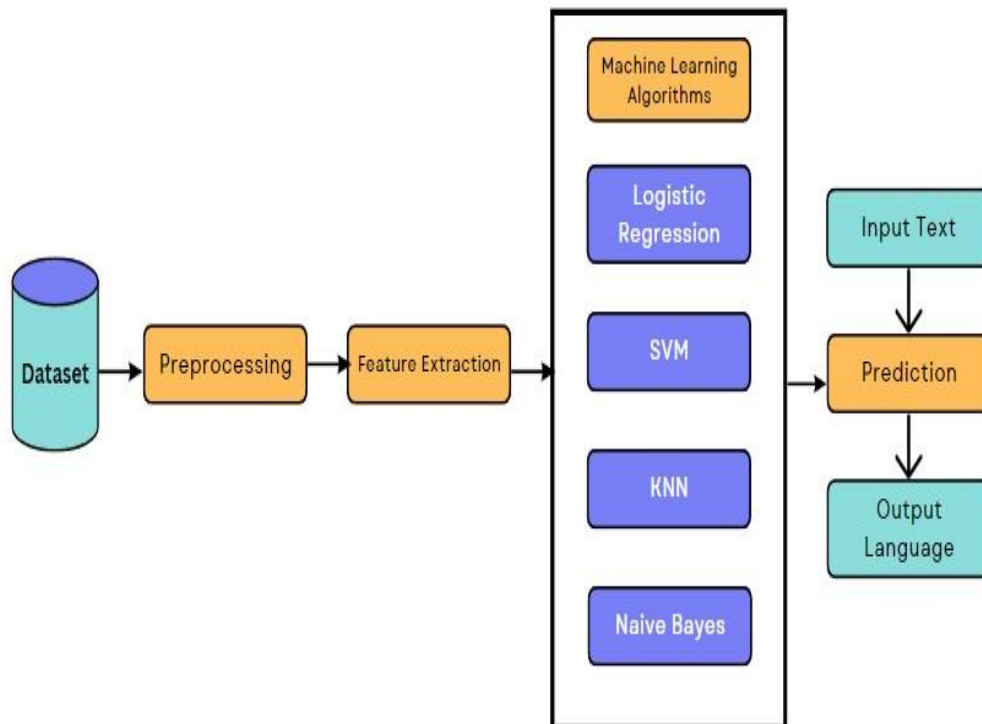 Dataset
Preprocessing
Feature Extraction
Machine Learning
Algorithms
Logistic
Regression
SVM
KNN
Naive Bayes
Input Text
Prediction
Output
Language